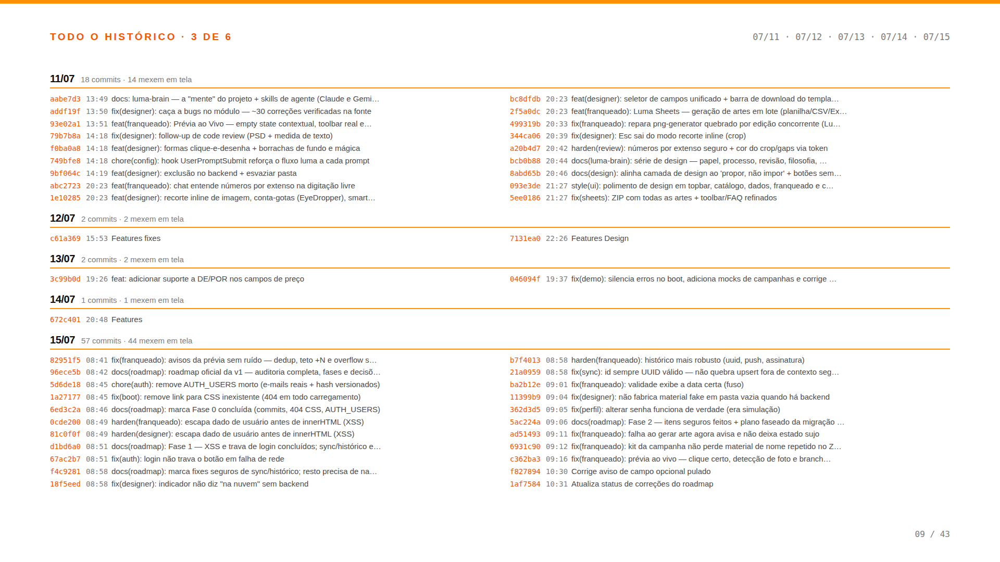 TODO O HISTÓRICO · 3 DE 6
07/11 · 07/12 · 07/13 · 07/14 · 07/15
11/07 18 commits · 14 mexem em tela
aabe7d3 13:49 docs: luma-brain — a "mente" do projeto + skills de agente (Claude e Gemi…
addf19f 13:50 fix(designer): caça a bugs no módulo — ~30 correções verificadas na fonte
93e02a1 13:51 feat(franqueado): Prévia ao Vivo — empty state contextual, toolbar real e…
79b7b8a 14:18 fix(designer): follow-up de code review (PSD + medida de texto)
f0ba0a8 14:18 feat(designer): formas clique-e-desenha + borrachas de fundo e mágica
749bfe8 14:18 chore(config): hook UserPromptSubmit reforça o fluxo luma a cada prompt
9bf064c 14:19 feat(designer): exclusão no backend + esvaziar pasta
abc2723 20:23 feat(franqueado): chat entende números por extenso na digitação livre
1e10285 20:23 feat(designer): recorte inline de imagem, conta-gotas (EyeDropper), smart…
bc8dfdb 20:23 feat(designer): seletor de campos unificado + barra de download do templa…
2f5a0dc 20:23 feat(franqueado): Luma Sheets — geração de artes em lote (planilha/CSV/Ex…
499319b 20:33 fix(franqueado): repara png-generator quebrado por edição concorrente (Lu…
344ca06 20:39 fix(designer): Esc sai do modo recorte inline (crop)
a20b4d7 20:42 harden(review): números por extenso seguro + cor do crop/gaps via token
bcb0b88 20:44 docs(luma-brain): série de design — papel, processo, revisão, filosofia, …
8abd65b 20:46 docs(design): alinha camada de design ao 'propor, não impor' + botões sem…
093e3de 21:27 style(ui): polimento de design em topbar, catálogo, dados, franqueado e c…
5ee0186 21:27 fix(sheets): ZIP com todas as artes + toolbar/FAQ refinados
12/07 2 commits · 2 mexem em tela
c61a369 15:53 Features fixes
7131ea0 22:26 Features Design
13/07 2 commits · 2 mexem em tela
3c99b0d 19:26 feat: adicionar suporte a DE/POR nos campos de preço
046094f 19:37 fix(demo): silencia erros no boot, adiciona mocks de campanhas e corrige …
14/07 1 commits · 1 mexem em tela
672c401 20:48 Features
15/07 57 commits · 44 mexem em tela
82951f5 08:41 fix(franqueado): avisos da prévia sem ruído — dedup, teto +N e overflow s…
96ece5b 08:42 docs(roadmap): roadmap oficial da v1 — auditoria completa, fases e decisõ…
5d6de18 08:45 chore(auth): remove AUTH_USERS morto (e-mails reais + hash versionados)
1a27177 08:45 fix(boot): remove link para CSS inexistente (404 em todo carregamento)
6ed3c2a 08:46 docs(roadmap): marca Fase 0 concluída (commits, 404 CSS, AUTH_USERS)
0cde200 08:49 harden(franqueado): escapa dado de usuário antes de innerHTML (XSS)
81c0f0f 08:49 harden(designer): escapa dado de usuário antes de innerHTML (XSS)
d1bd6a0 08:51 docs(roadmap): Fase 1 — XSS e trava de login concluídos; sync/histórico e…
67ac2b7 08:51 fix(auth): login não trava o botão em falha de rede
f4c9281 08:58 docs(roadmap): marca fixes seguros de sync/histórico; resto precisa de na…
18f5eed 08:58 fix(designer): indicador não diz "na nuvem" sem backend
b7f4013 08:58 harden(franqueado): histórico mais robusto (uuid, push, assinatura)
21a0959 08:58 fix(sync): id sempre UUID válido — não quebra upsert fora de contexto seg…
ba2b12e 09:01 fix(franqueado): validade exibe a data certa (fuso)
11399b9 09:04 fix(designer): não fabrica material fake em pasta vazia quando há backend
362d3d5 09:05 fix(perfil): alterar senha funciona de verdade (era simulação)
5ac224a 09:06 docs(roadmap): Fase 2 — itens seguros feitos + plano faseado da migração …
ad51493 09:11 fix(franqueado): falha ao gerar arte agora avisa e não deixa estado sujo
6931c90 09:12 fix(franqueado): kit da campanha não perde material de nome repetido no Z…
c362ba3 09:16 fix(franqueado): prévia ao vivo — clique certo, detecção de foto e branch…
f827894 10:30 Corrige aviso de campo opcional pulado
1af7584 10:31 Atualiza status de correções do roadmap
09 / 43